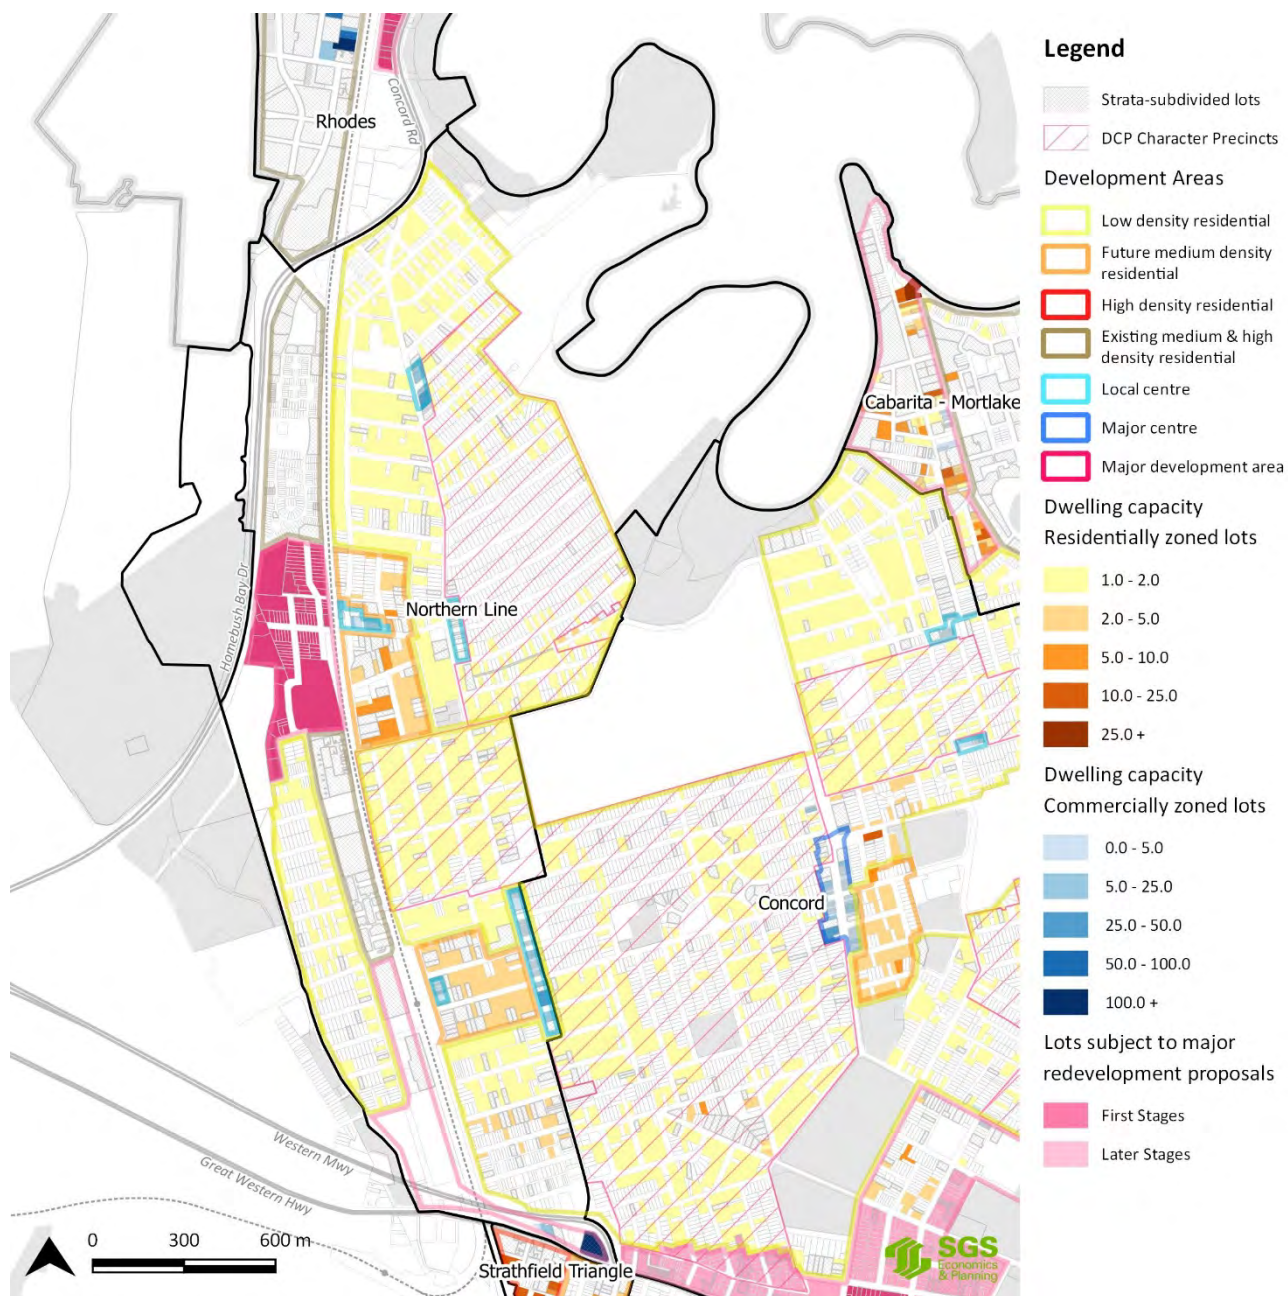 Rhodes
Concord Rd
Cabarita - Mortlake
Northern Line
Homebush Bay Dr
Concord
Western Mwy
Great Western Hwy
Strathfield Triangle
0 300 600 m
SGS
Economics
& Planning
Legend
Strata-subdivided lots
DCP Character Precincts
Development Areas
Low density residential
Future medium density
residential
High density residential
Existing medium & high
density residential
Local centre
Major centre
Major development area
Dwelling capacity
Residentially zoned lots
1.0 - 2.0
2.0 - 5.0
5.0 - 10.0
10.0 - 25.0
25.0 +
Dwelling capacity
Commercially zoned lots
0.0 - 5.0
5.0 - 25.0
25.0 - 50.0
50.0 - 100.0
100.0 +
Lots subject to major
redevelopment proposals
First Stages
Later Stages